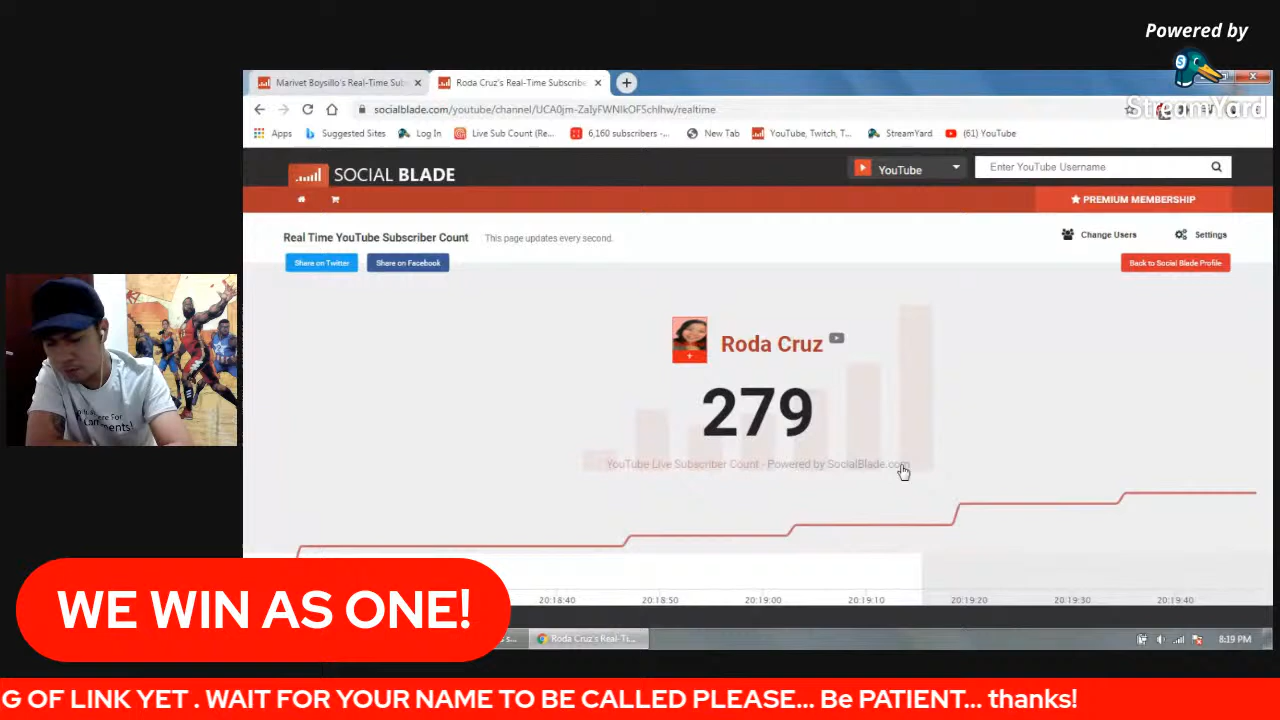 Powered by
StreamYard
Marivet Boysillo's Real-Time Sub
Roda Cruz's Real-Time Subscribe
socialblade.com/youtube/channel/UCA0jm-ZaIyFWNlkOFSchlhw/realtime
Apps
Suggested Sites
Log In
Live Sub Count (Re...
6,160 subscribers -...
New Tab
YouTube, Twitch, T...
StreamYard
(61) YouTube
SOCIAL BLADE
YouTube
Enter YouTube Username
PREMIUM MEMBERSHIP
Real Time YouTube Subscriber Count
This page updates every second.
Change Users
Settings
Share on Twitter
Share on Facebook
Back to Social Blade Profile
Roda Cruz
279
YouTube Live Subscriber Count - Powered by SocialBlade.com
20:18:40
20:18:50
20:19:00
20:19:10
20:19:20
20:19:30
20:19:40
WE WIN AS ONE!
Roda Cruz's Real-Ti...
8:19 PM
G OF LINK YET . WAIT FOR YOUR NAME TO BE CALLED PLEASE... Be PATIENT... thanks!